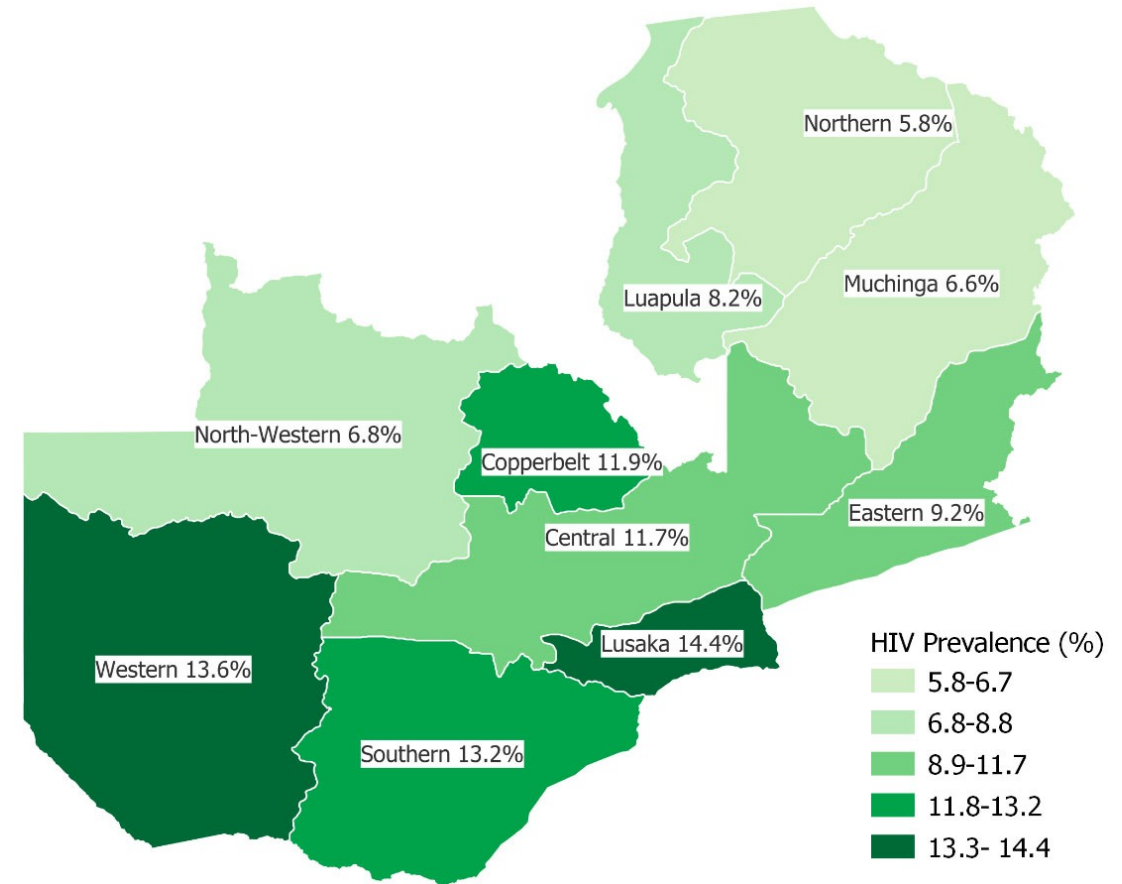 Northern 5.8%
Muchinga 6.6%
Luapula 8.2%
North-Western 6.8%
Copperbelt 11.9%
Eastern 9.2%
Central 11.7%
Lusaka 14.4%
Western 13.6%
Southern 13.2%
HIV Prevalence (%)
5.8-6.7
6.8-8.8
8.9-11.7
11.8-13.2
13.3- 14.4